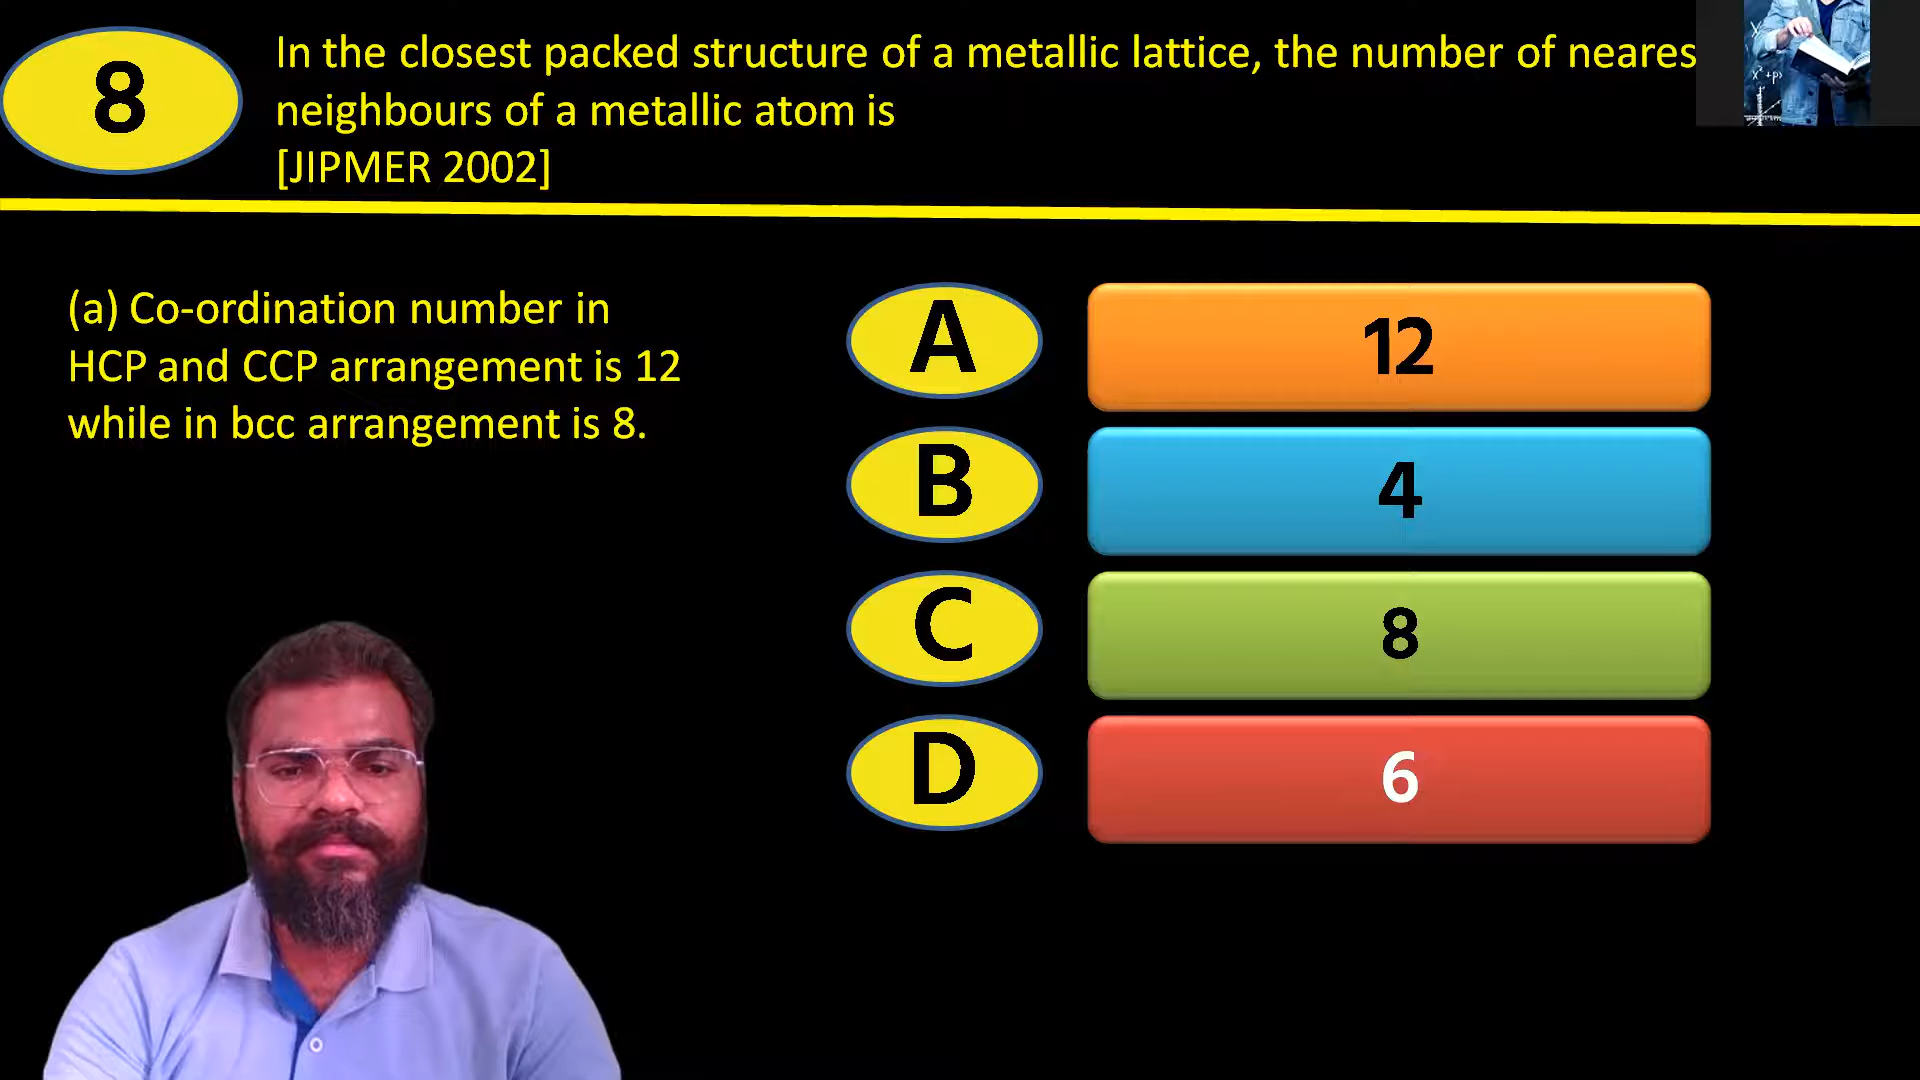 8
In the closest packed structure of a metallic lattice, the number of neares
neighbours of a metallic atom is
[JIPMER 2002]
(a) Co-ordination number in
HCP and CCP arrangement is 12
while in bcc arrangement is 8.
A 12
B 4
C 8
D 6